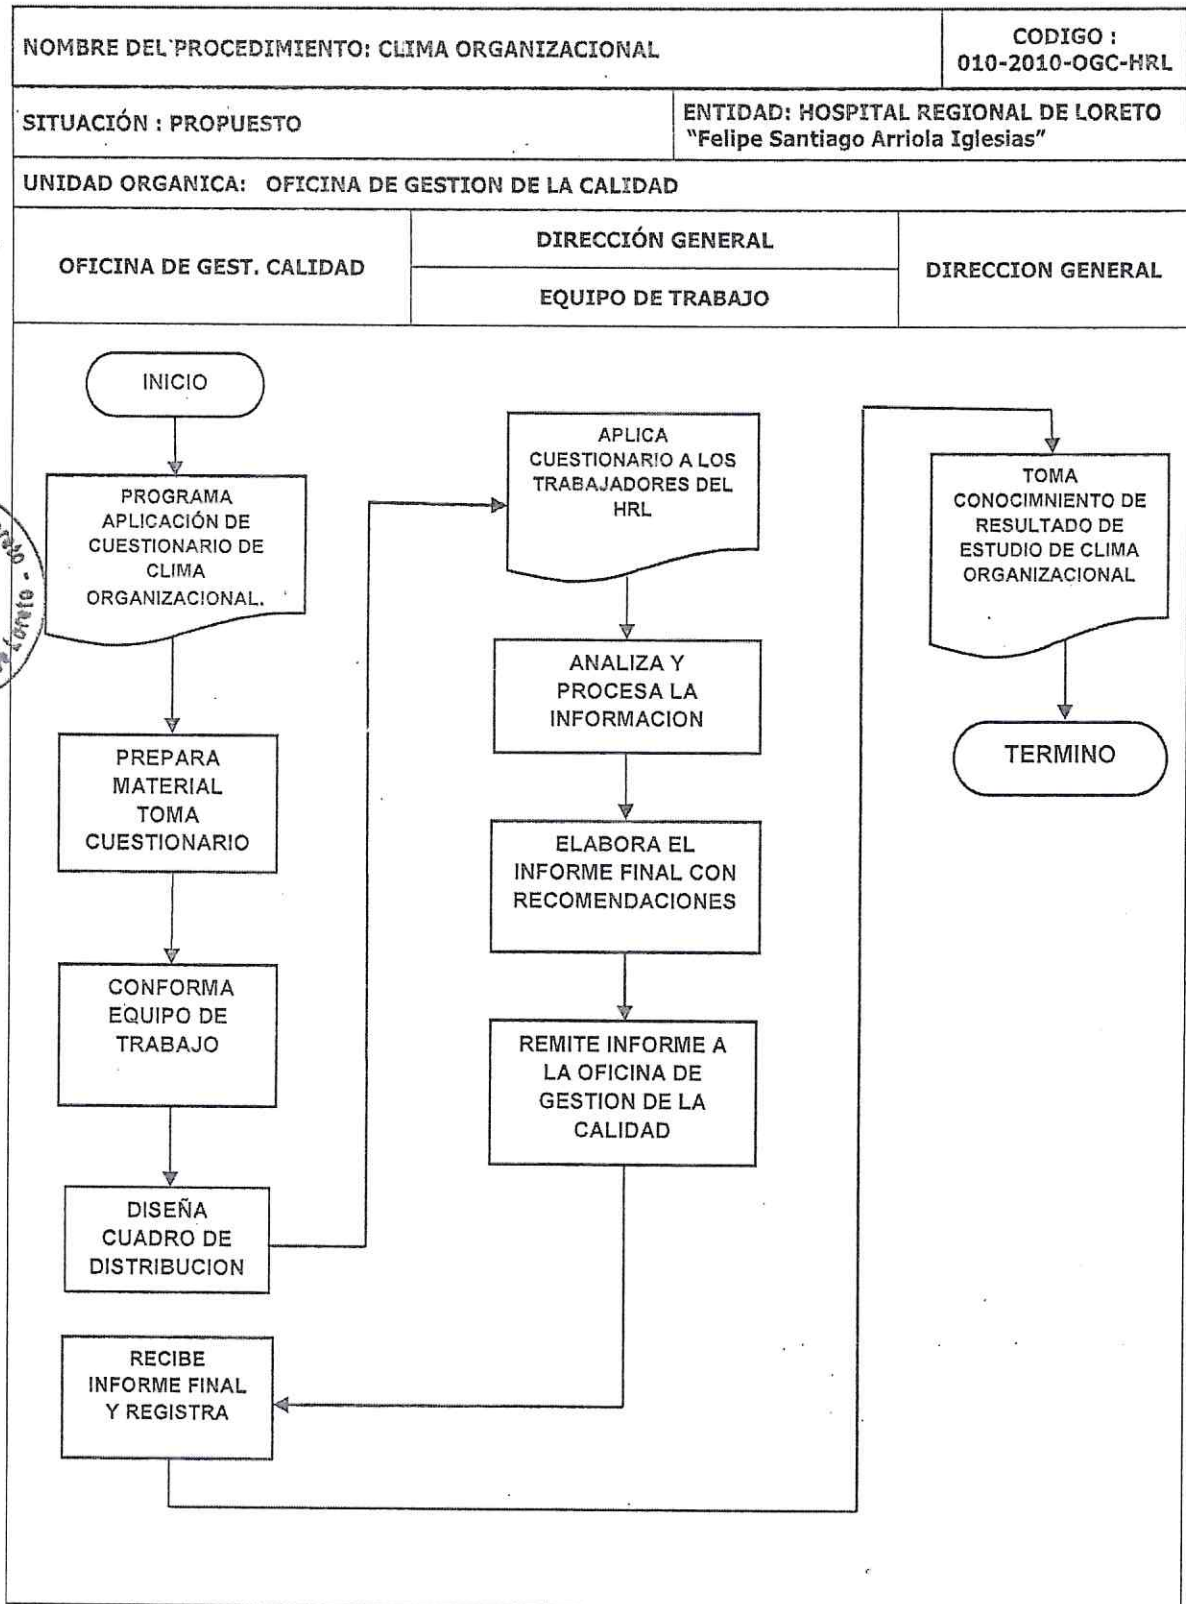 NOMBRE DEL PROCEDIMIENTO: CLIMA ORGANIZACIONAL
CODIGO :
010-2010-OGC-HRL
SITUACIÓN : PROPUESTO
ENTIDAD: HOSPITAL REGIONAL DE LORETO
"Felipe Santiago Arriola Iglesias"
UNIDAD ORGANICA: OFICINA DE GESTION DE LA CALIDAD
OFICINA DE GEST. CALIDAD
DIRECCIÓN GENERAL
EQUIPO DE TRABAJO
DIRECCION GENERAL
INICIO
PROGRAMA
APLICACIÓN DE
CUESTIONARIO DE
CLIMA
ORGANIZACIONAL.
PREPARA
MATERIAL
TOMA
CUESTIONARIO
CONFORMA
EQUIPO DE
TRABAJO
DISEÑA
CUADRO DE
DISTRIBUCION
APLICA
CUESTIONARIO A LOS
TRABAJADORES DEL
HRL
ANALIZA Y
PROCESA LA
INFORMACION
ELABORA EL
INFORME FINAL CON
RECOMENDACIONES
REMITE INFORME A
LA OFICINA DE
GESTION DE LA
CALIDAD
RECIBE
INFORME FINAL
Y REGISTRA
TOMA
CONOCIMNIENTO DE
RESULTADO DE
ESTUDIO DE CLIMA
ORGANIZACIONAL
TERMINO
Loreto